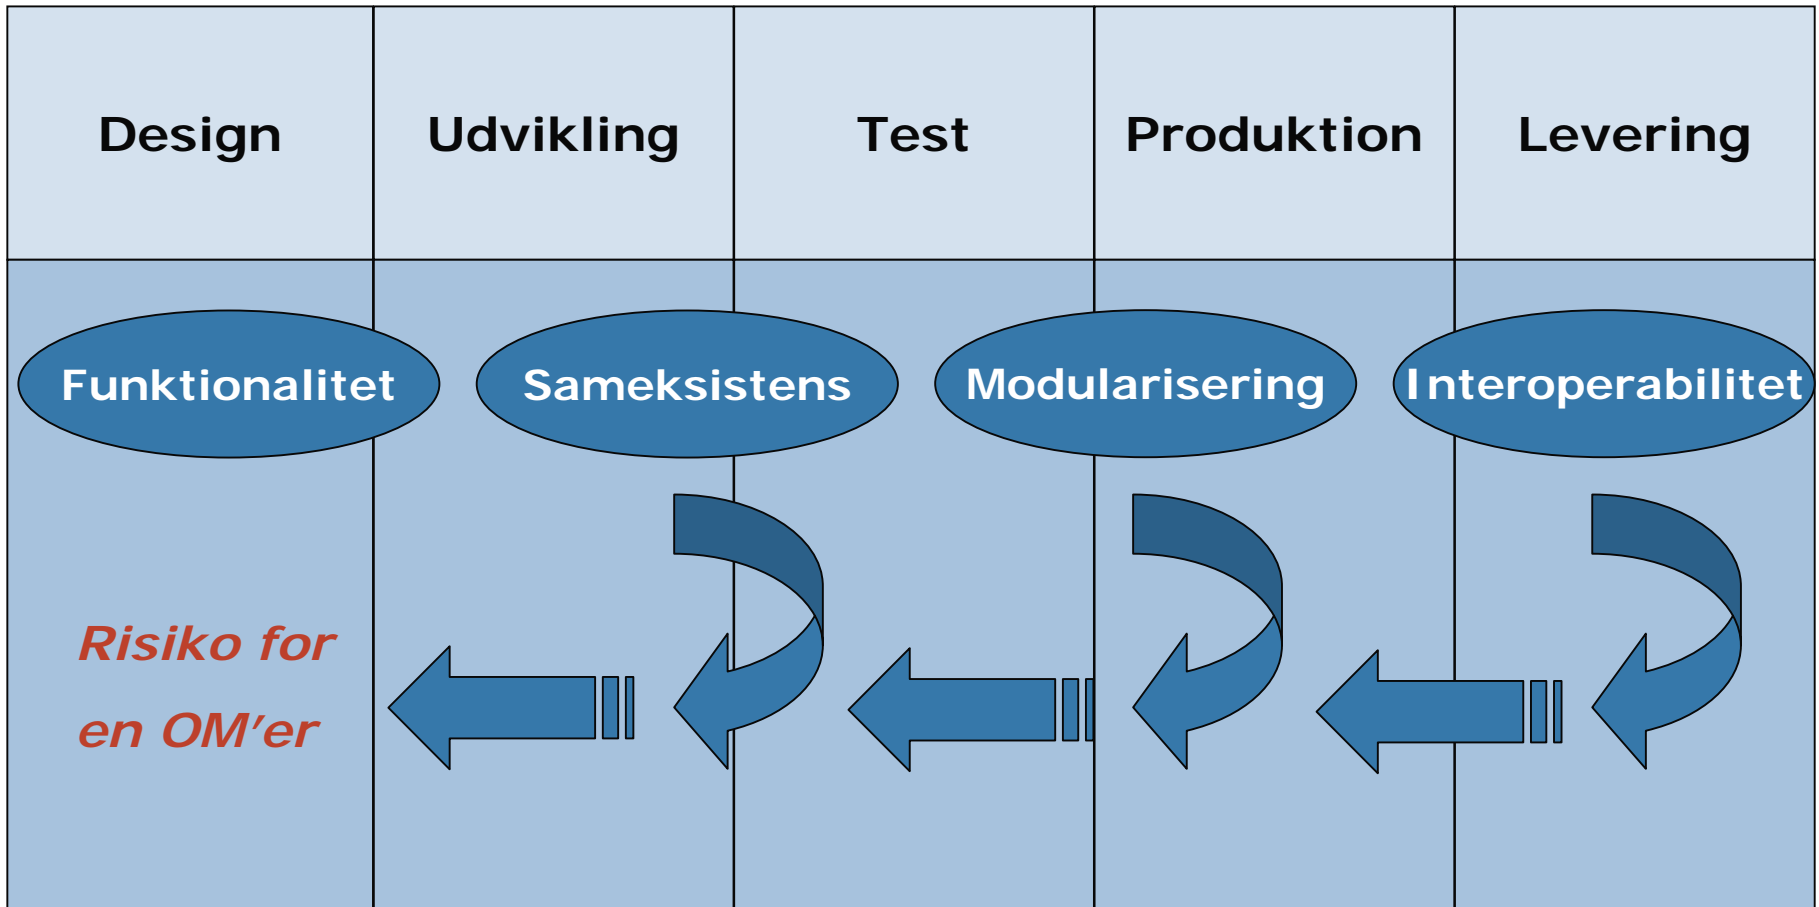 Design
Udvikling
Test
Produktion
Levering
Funktionalitet
Sameksistens
Modularisering
Interoperabilitet
Risiko for
en OM’er